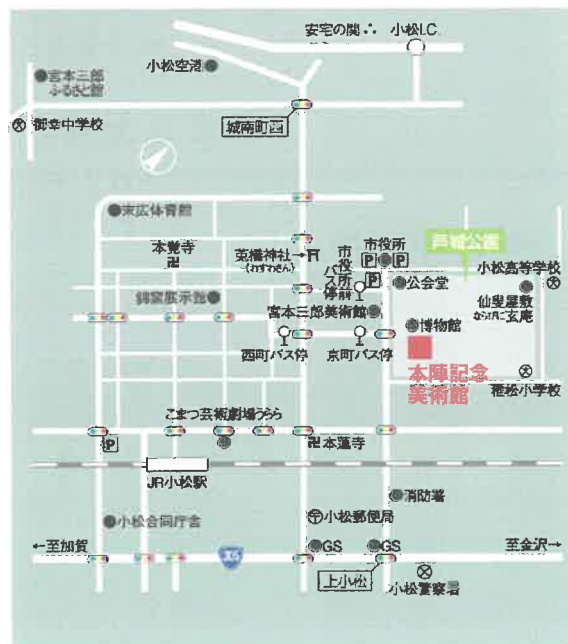 安宅の関
小松LC
小松空港
宮本三郎
ふるさと館
御幸中学校
城南町西
末広体育館
本覚寺
莵橋神社→
市役所
市役所
バス停前
P
P
P
芦城公園
小松高等学校
公会堂
仙叟屋敷
ならびに玄庵
錦窯展示館
宮本三郎美術館
博物館
西町バス停
京町バス停
本陣記念
美術館
稚松小学校
こまつ芸術劇場うらら
P
本蓮寺
JR小松駅
消防署
小松合同庁舎
小松郵便局
←至加賀
GS
GS
至金沢→
上小松
小松警察署